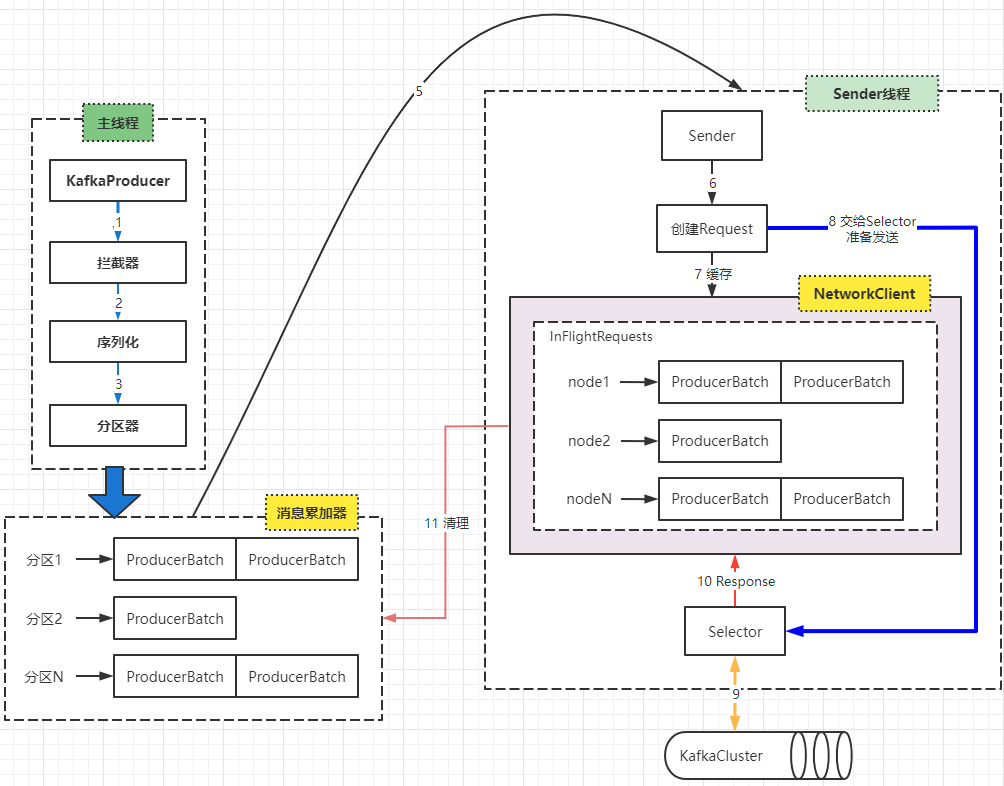 主线程
KafkaProducer
,1
拦截器
2
序列化
3
分区器
消息累加器
分区1
ProducerBatch
ProducerBatch
分区2
ProducerBatch
分区N
ProducerBatch
ProducerBatch
5
Sender线程
Sender
6
创建Request
8 交给Selector
准备发送
7 缓存
NetworkClient
InFlightRequests
node1
ProducerBatch
ProducerBatch
node2
ProducerBatch
nodeN
ProducerBatch
ProducerBatch
11 清理
10 Response
Selector
9
KafkaCluster